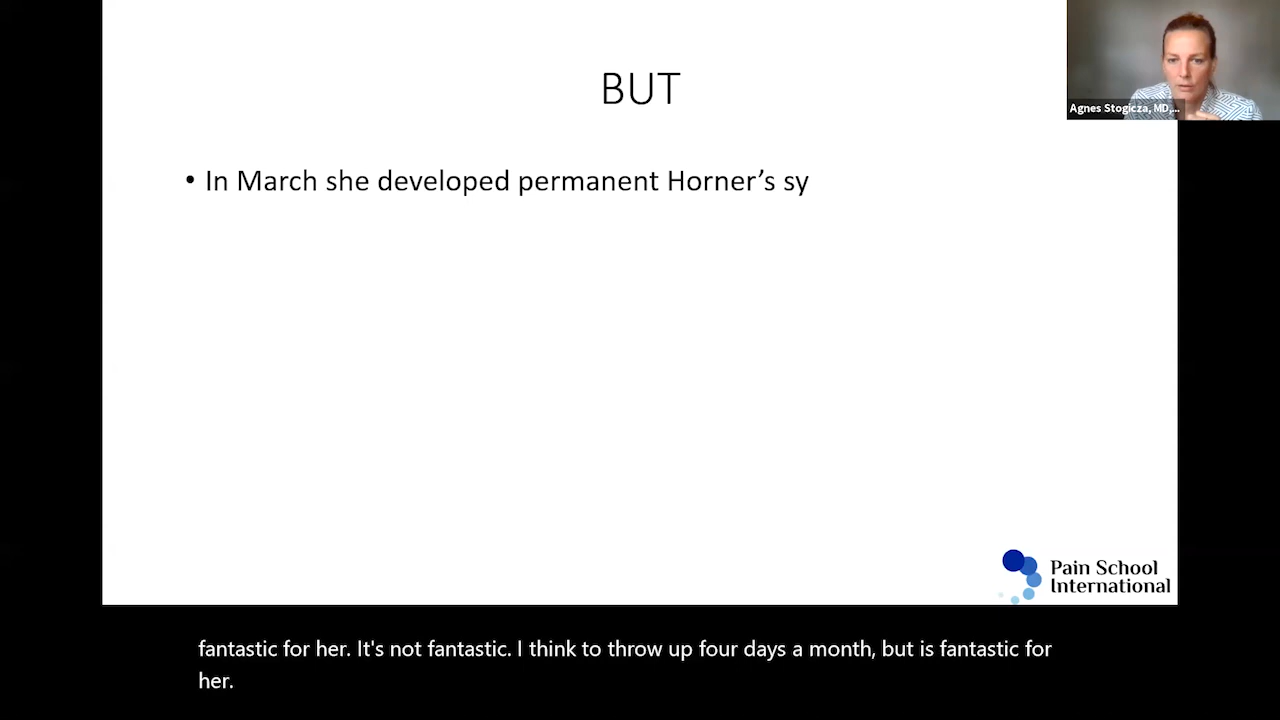 BUT
Agnes Stogicza, MD,...
• In March she developed permanent Horner's sy
Pain School
International
fantastic for her. It's not fantastic. I think to throw up four days a month, but is fantastic for
her.